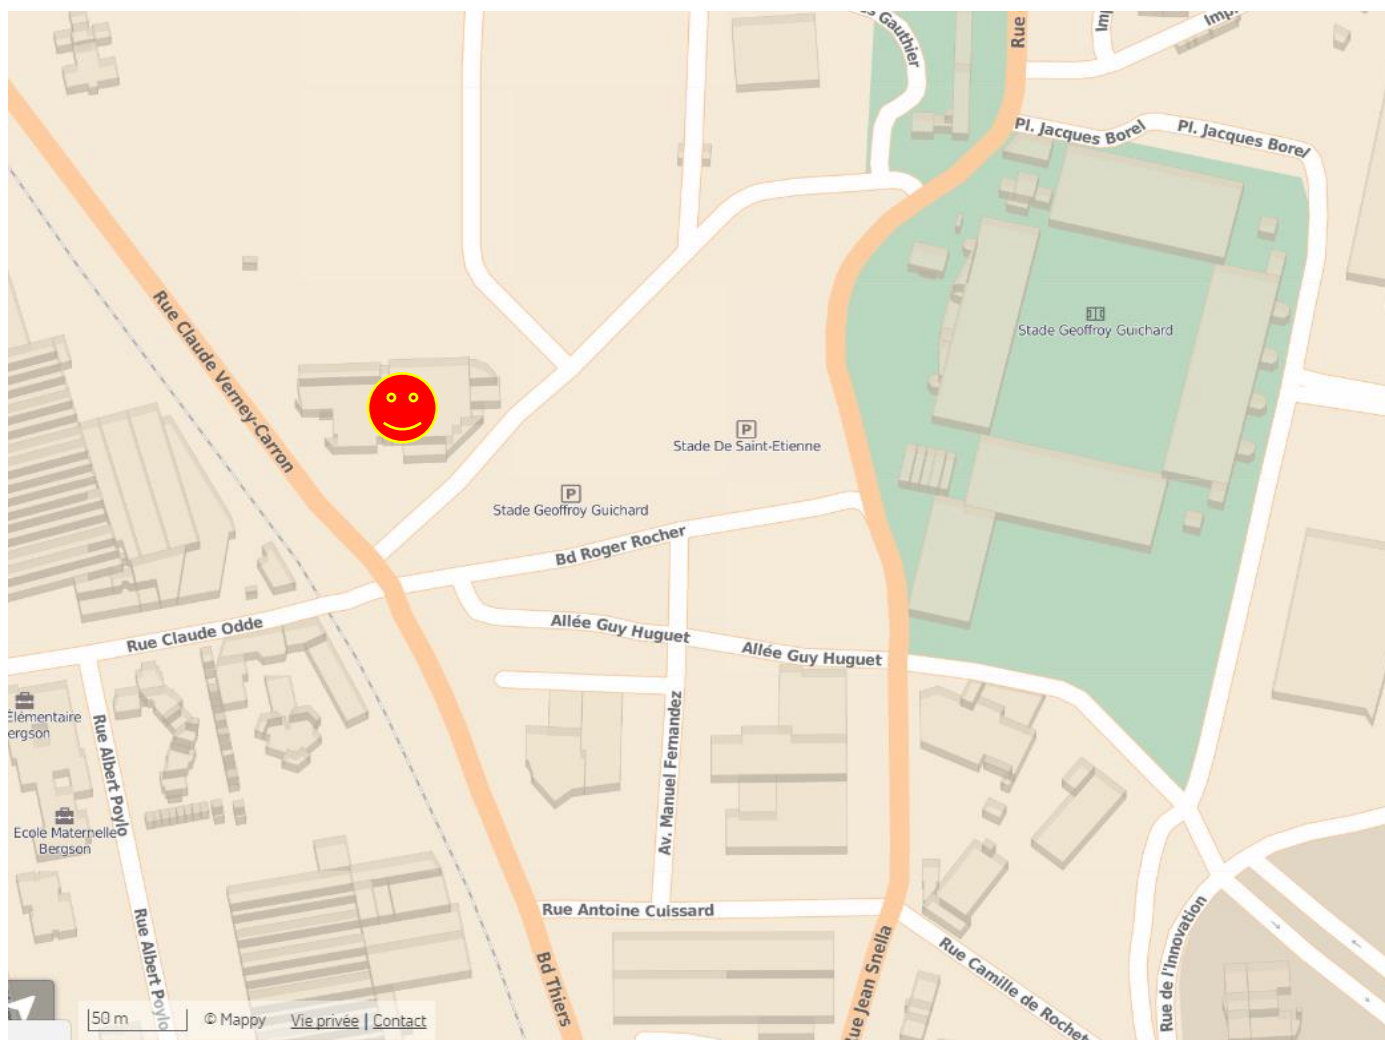 s Gauthier
Rue
Imp
Imp.
Pl. Jacques Borel
Pl. Jacques Borel
Rue Claude Verney-Carron
Stade Geoffroy Guichard
P
Stade De Saint-Etienne
P
Stade Geoffroy Guichard
Bd Roger Rocher
Rue Claude Odde
Allée Guy Huguet
Allée Guy Huguet
Élémentaire
ergson
Rue Albert Poylo
Av. Manuel Fernandez
Ecole Maternelle
Bergson
Rue Antoine Cuissard
Rue Albert Poylo
Bd Thiers
Rue Jean Snella
Rue Camille de Rochet
Rue de l'Innovation
50 m
© Mappy
Vie privée | Contact